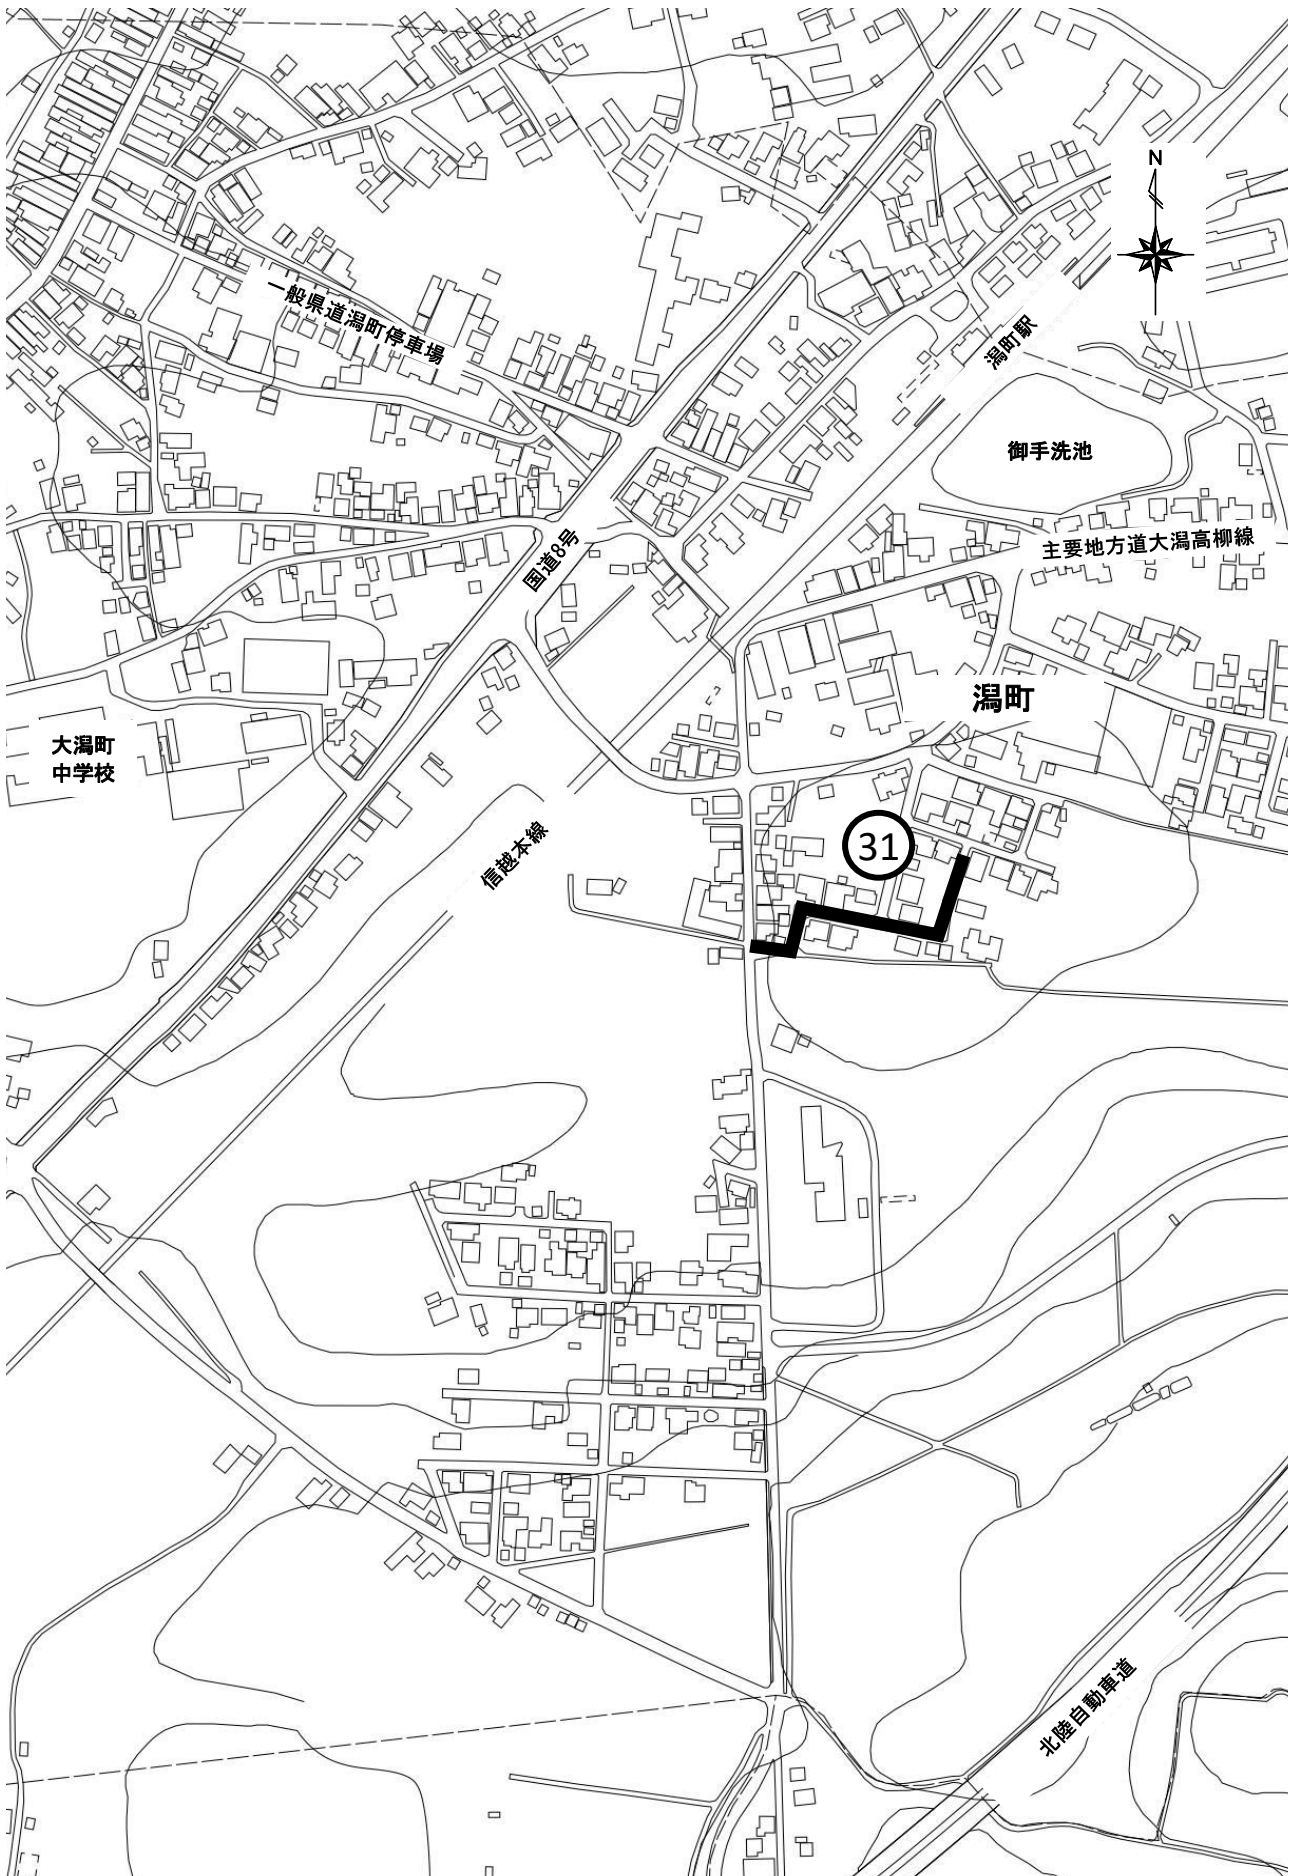 N
一般県道潟町停車場
潟町駅
御手洗池
主要地方道大潟高柳線
国道8号
潟町
大潟町
中学校
31
信越本線
北陸自動車道